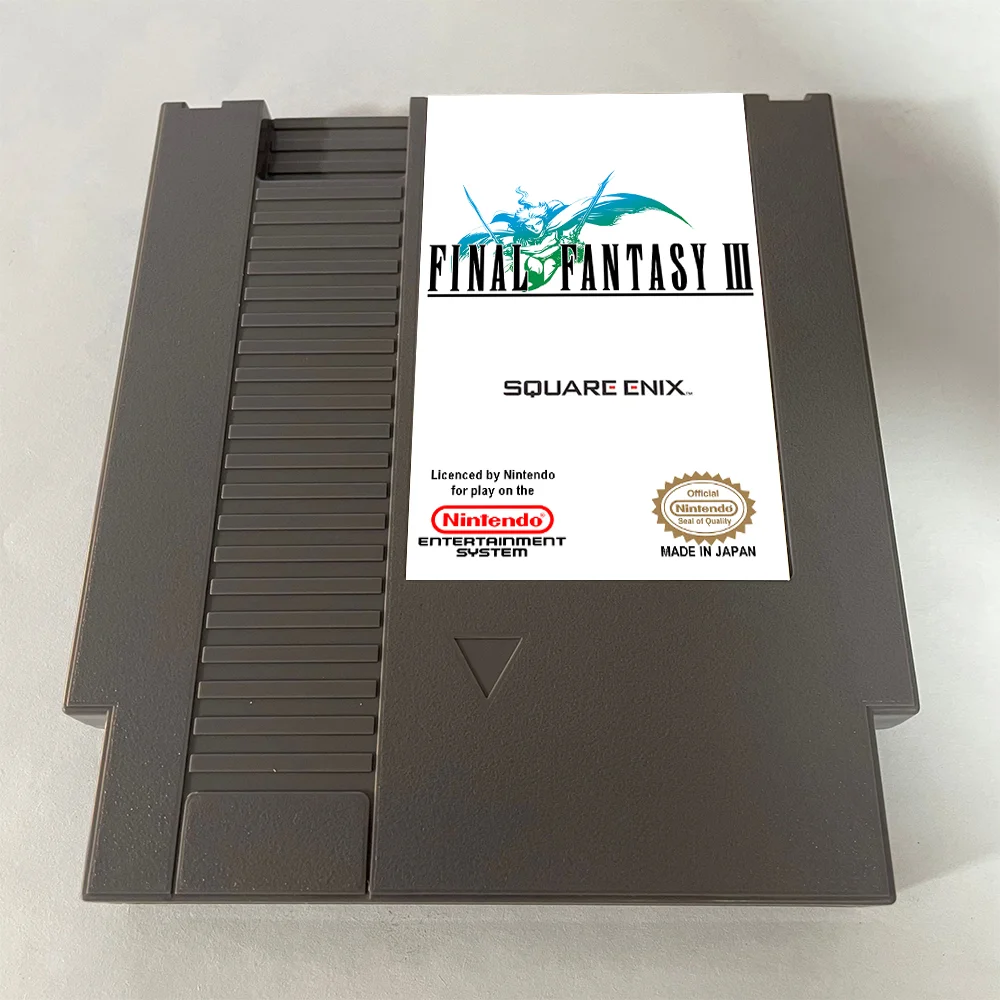 FINAL FANTASY III
SQUARE ENIX™
Licenced by Nintendo
for play on the
Nintendo®
ENTERTAINMENT
SYSTEM
Official
Nintendo
Seal of Quality
MADE IN JAPAN